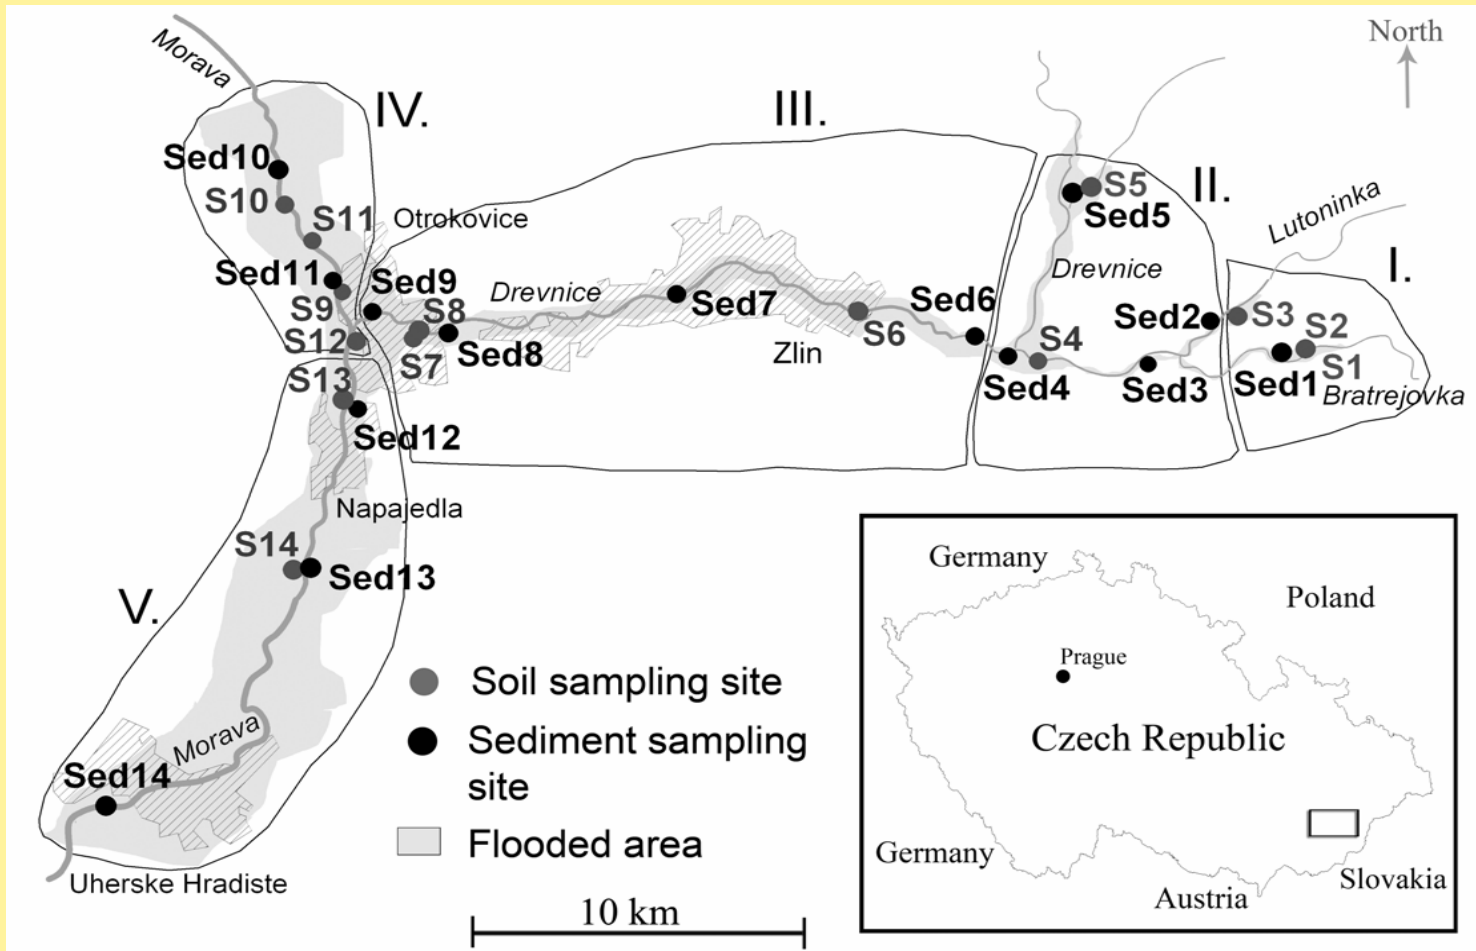 North
Morava
IV.
III.
Sed10
S10
S11
Otrokovice
S5
Sed5
II.
Lutoninka
I.
Sed11
Sed9
S9
S8
Drevnice
Sed7
Drevnice
Sed6
Sed2
S3
S2
S12
S7
Sed8
Zlin
S6
S4
Sed4
Sed3
Sed1
S1
Bratrejovka
S13
Sed12
Napajedla
S14
Sed13
V.
Morava
Sed14
Uherske Hradiste
Soil sampling site
Sediment sampling
site
Flooded area
10 km
Germany
Poland
Prague
Czech Republic
Germany
Austria
Slovakia